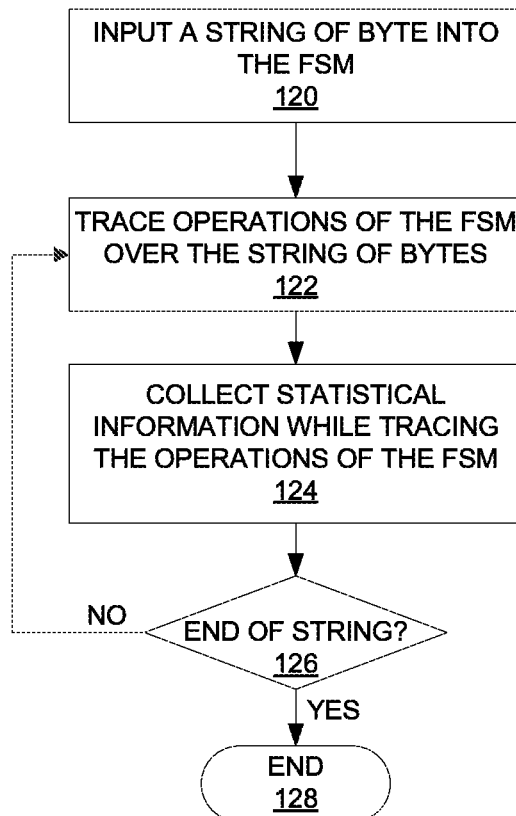 INPUT A STRING OF BYTE INTO
THE FSM
120
TRACE OPERATIONS OF THE FSM
OVER THE STRING OF BYTES
122
COLLECT STATISTICAL
INFORMATION WHILE TRACING
THE OPERATIONS OF THE FSM
124
NO
END OF STRING?
126
YES
END
128